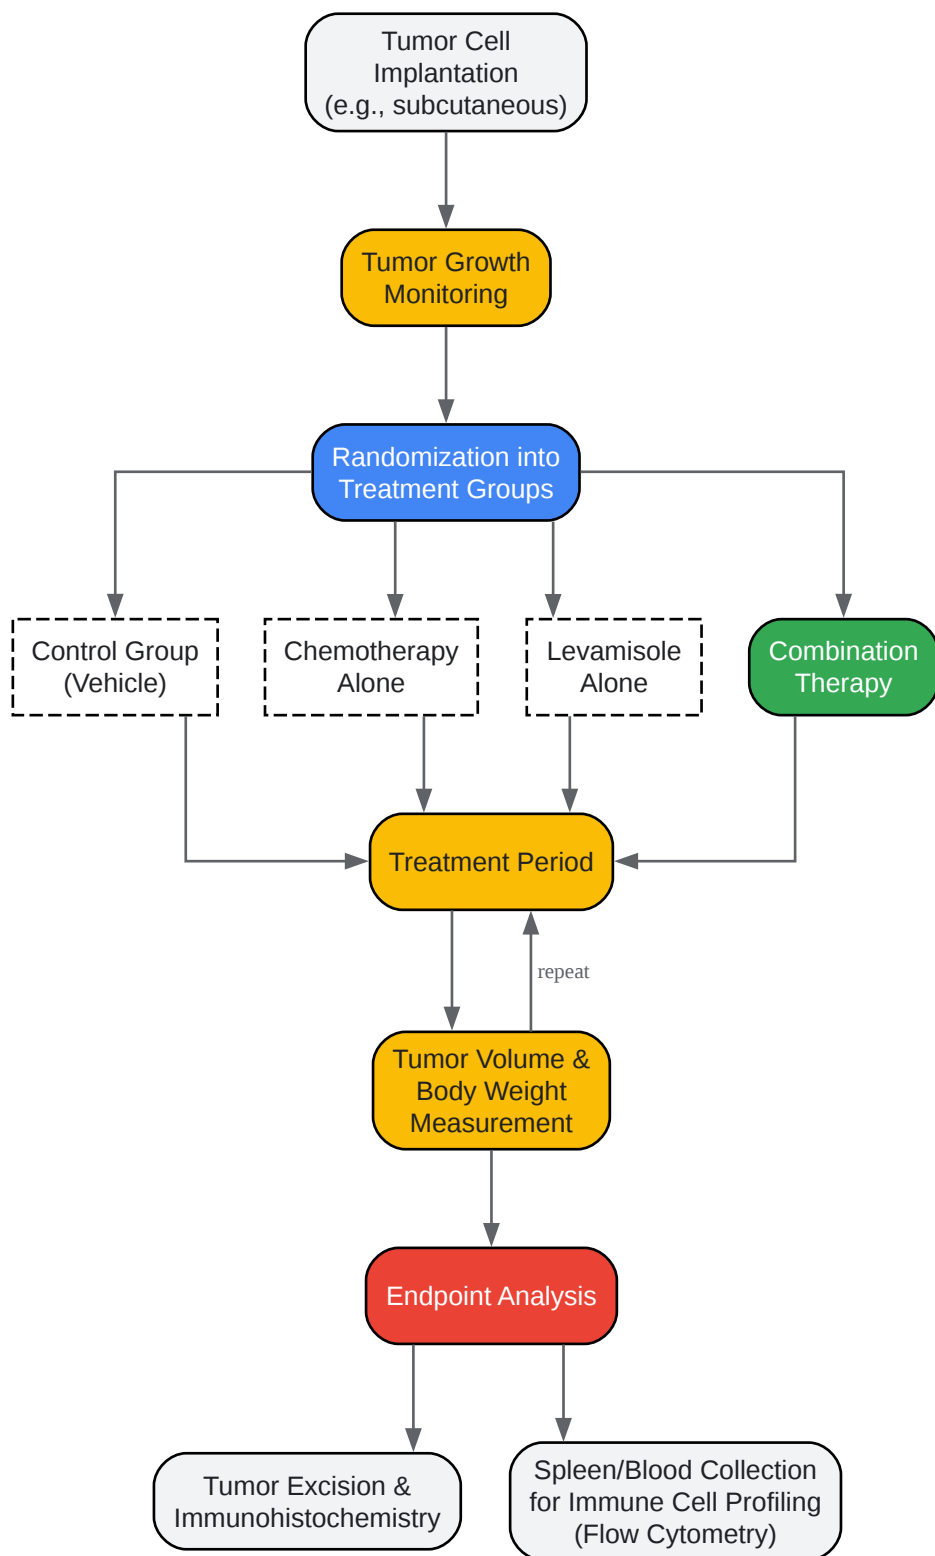 Tumor Cell
Implantation
(e.g., subcutaneous)
Tumor Growth
Monitoring
Randomization into
Treatment Groups
Control Group
(Vehicle)
Chemotherapy
Alone
Levamisole
Alone
Combination
Therapy
Treatment Period
repeat
Tumor Volume &
Body Weight
Measurement
Endpoint Analysis
Tumor Excision &
Immunohistochemistry
Spleen/Blood Collection
for Immune Cell Profiling
(Flow Cytometry)